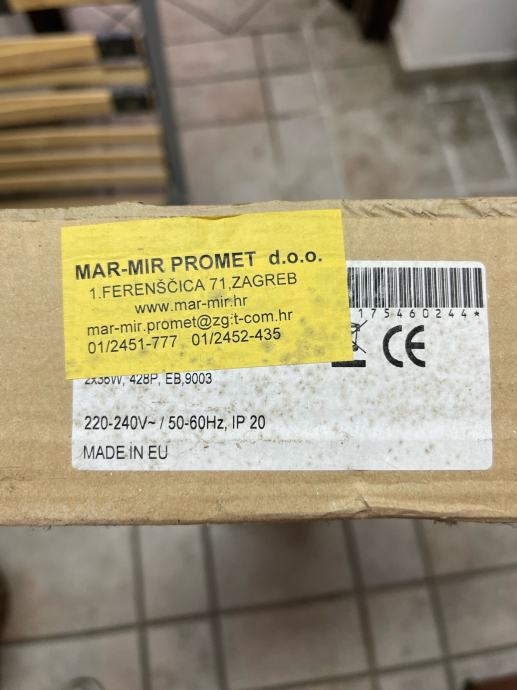 MAR-MIR PROMET d.o.o.
1.FERENŠČICA 71,ZAGREB
www.mar-mir.hr
mar-mir.promet@zg.t-com.hr
01/2451-777 01/2452-435
175460244*
CE
2X36W, 428P, EB,9003
220-240V~ / 50-60Hz, IP 20
MADE IN EU